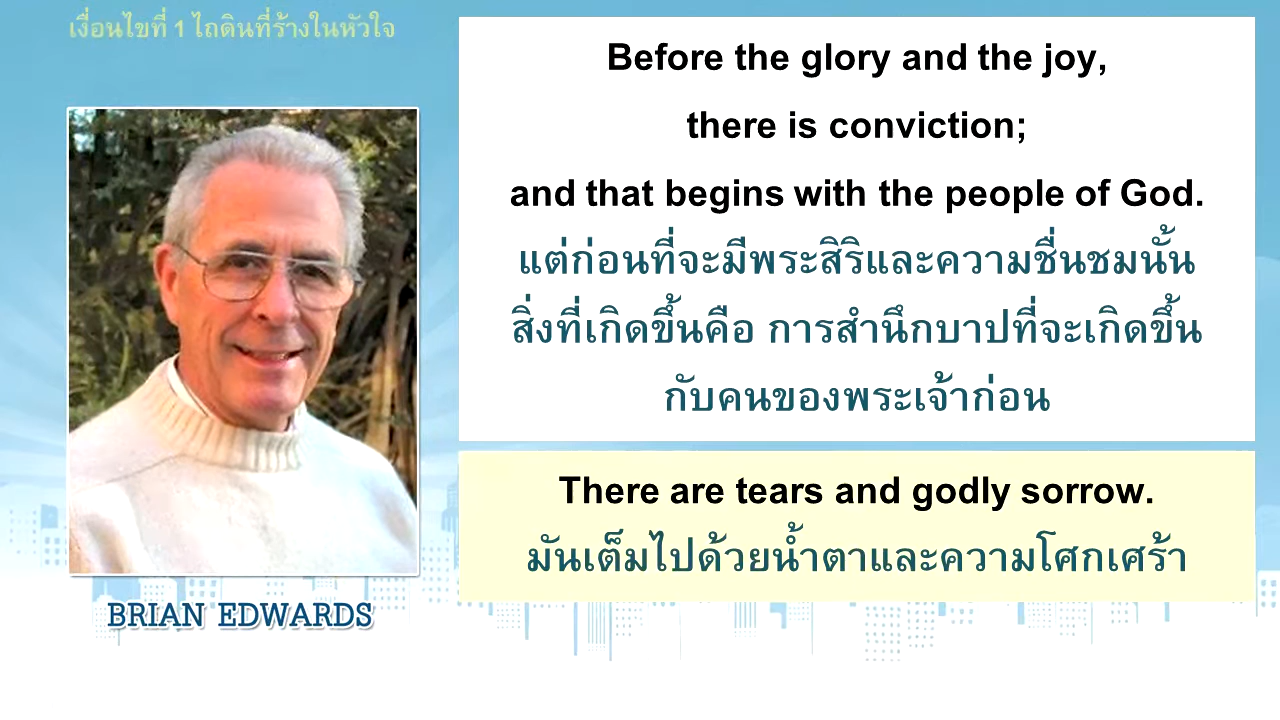 เงื่อนไขที่ 1 ไถดินที่ร้างในหัวใจ
Before the glory and the joy,
there is conviction;
and that begins with the people of God.
แต่ก่อนที่จะมีพระสิริและความชื่นชมนั้น
สิ่งที่เกิดขึ้นคือ การสำนึกบาปที่จะเกิดขึ้น
กับคนของพระเจ้าก่อน
There are tears and godly sorrow.
มันเต็มไปด้วยน้ำตาและความโศกเศร้า
BRIAN EDWARDS